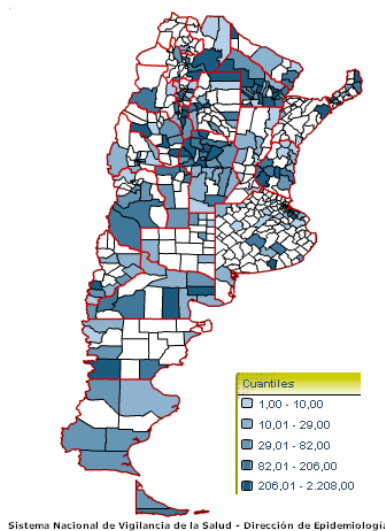 Cuantiles
1,00 - 10,00
10,01 - 29,00
29,01 - 82,00
82,01 - 206,00
206,01 - 2.208,00
Sistema Nacional de Vigilancia de la Salud - Dirección de Epidemiología